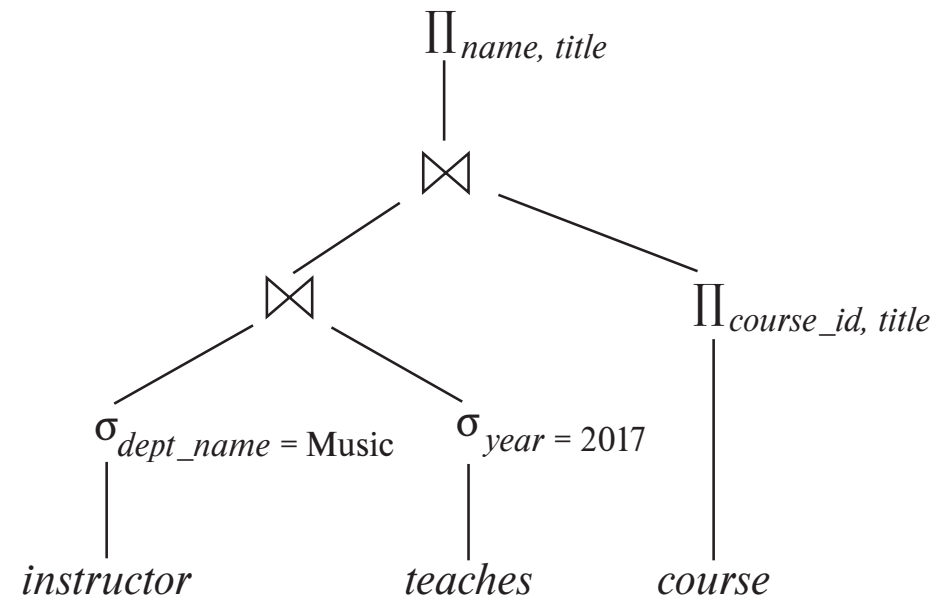 ∏ name, title
⋈
⋈
∏ course_id, title
σ dept_name = Music
σ year = 2017
instructor
teaches
course